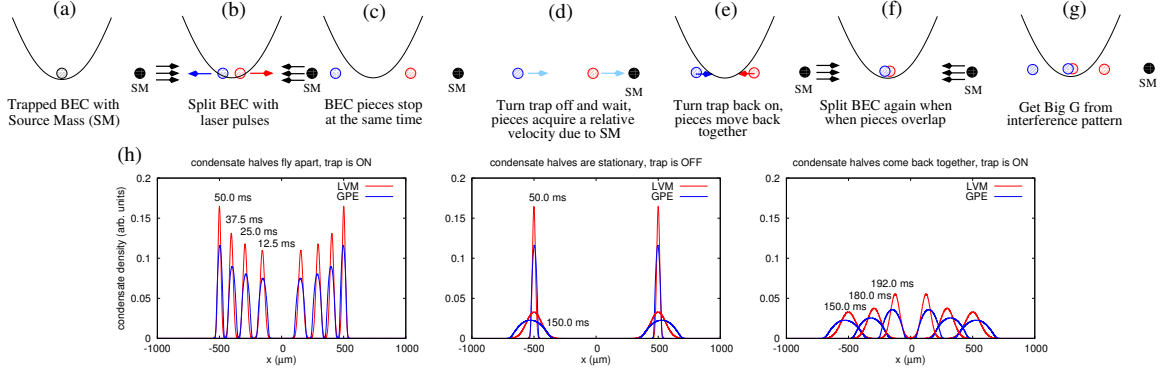 (a) (b) (c) (d) (e) (f) (g)
SM SM SM SM SM SM SM
Trapped BEC with
Source Mass (SM)
Split BEC with
laser pulses
BEC pieces stop
at the same time
Turn trap off and wait,
pieces acquire a relative
velocity due to SM
Turn trap back on,
pieces move back
together
Split BEC again when
when pieces overlap
Get Big G from
interference pattern
(h)
condensate halves fly apart, trap is ON
LVM
GPE
50.0 ms
37.5 ms
25.0 ms
12.5 ms
condensate density (arb. units)
0.2
0.15
0.1
0.05
0
-1000 -500 0 500 1000
x (μm)
condensate halves are stationary, trap is OFF
LVM
GPE
50.0 ms
150.0 ms
0.2
0.15
0.1
0.05
0
-1000 -500 0 500 1000
x (μm)
condensate halves come back together, trap is ON
LVM
GPE
192.0 ms
180.0 ms
150.0 ms
0.2
0.15
0.1
0.05
0
-1000 -500 0 500 1000
x (μm)